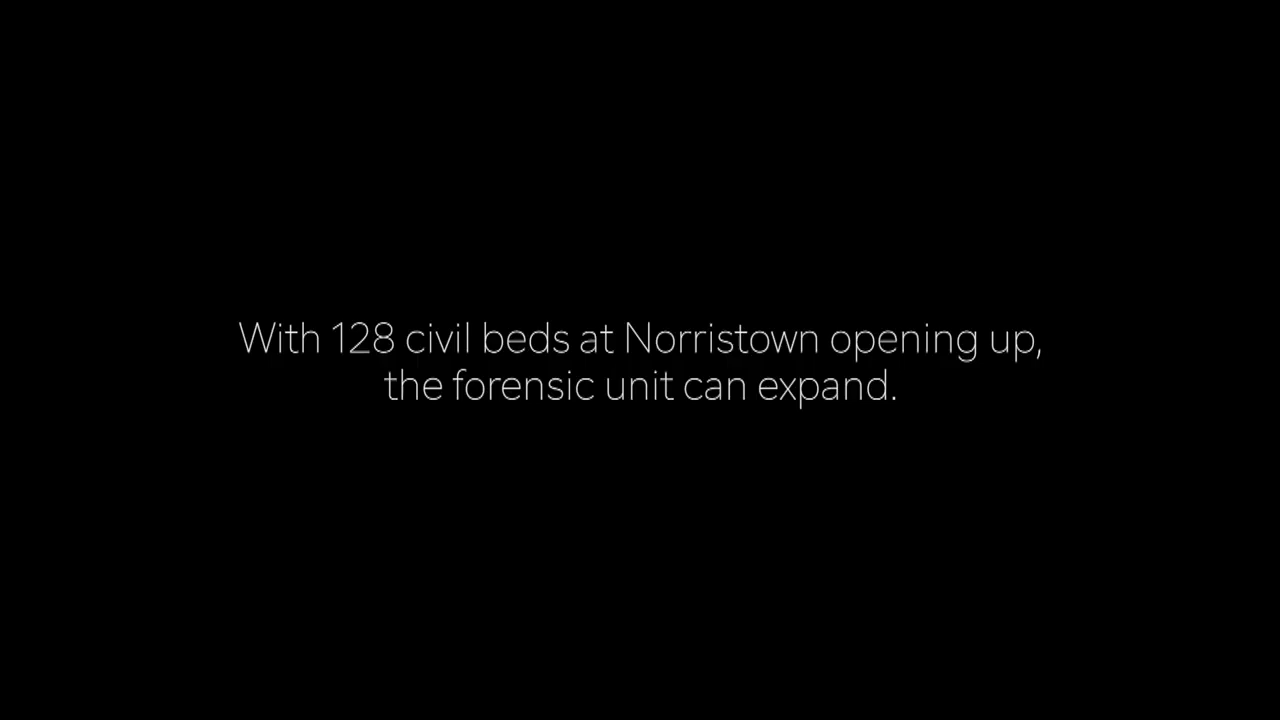 With 128 civil beds at Norristown opening up,
the forensic unit can expand.